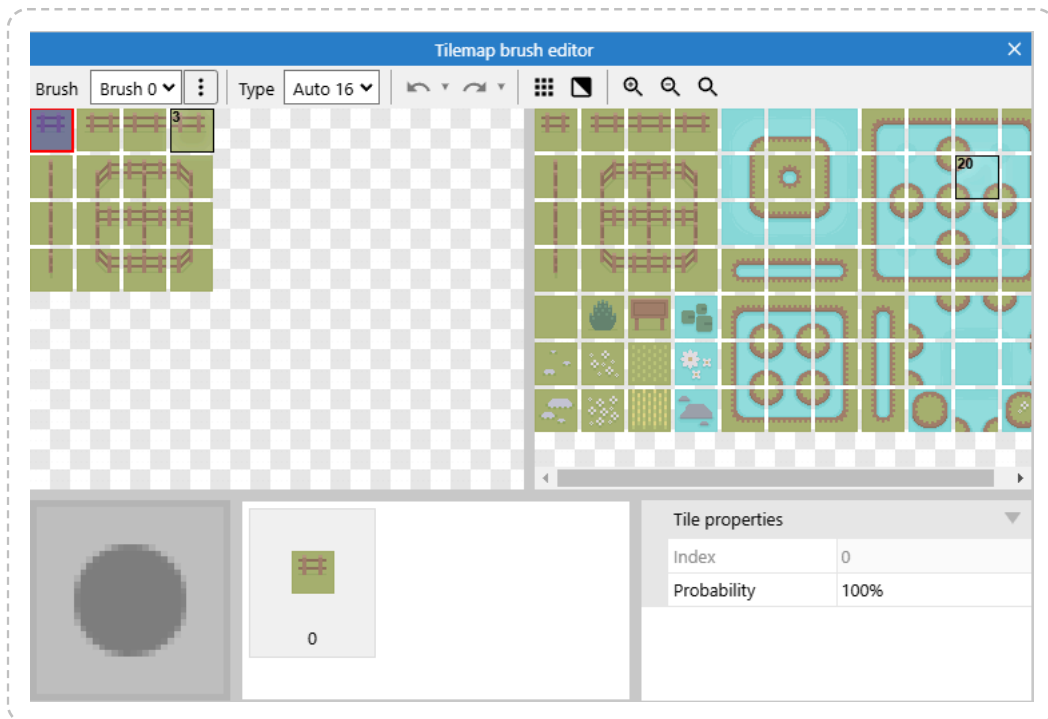 Tilemap brush editor
Brush Brush 0 Type Auto 16
3
20
0
Tile properties
Index 0
Probability 100%